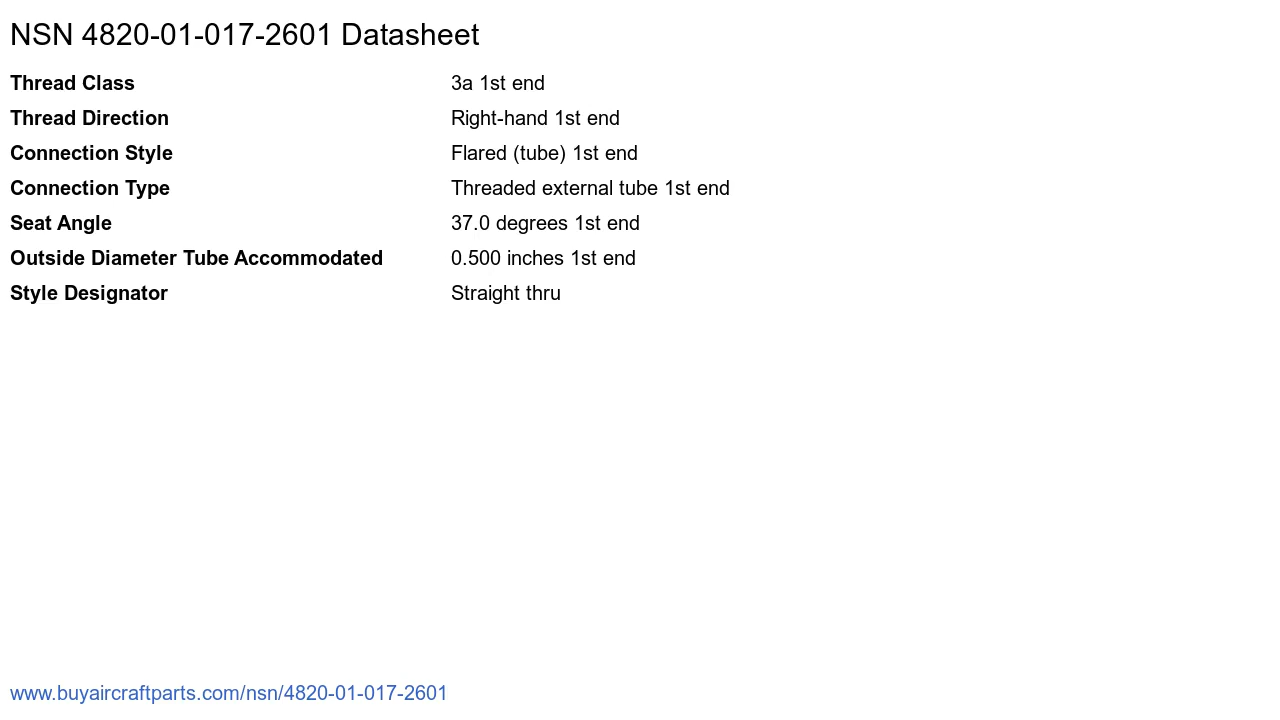 NSN 4820-01-017-2601 Datasheet
Thread Class 3a 1st end
Thread Direction Right-hand 1st end
Connection Style Flared (tube) 1st end
Connection Type Threaded external tube 1st end
Seat Angle 37.0 degrees 1st end
Outside Diameter Tube Accommodated 0.500 inches 1st end
Style Designator Straight thru
www.buyaircraftparts.com/nsn/4820-01-017-2601